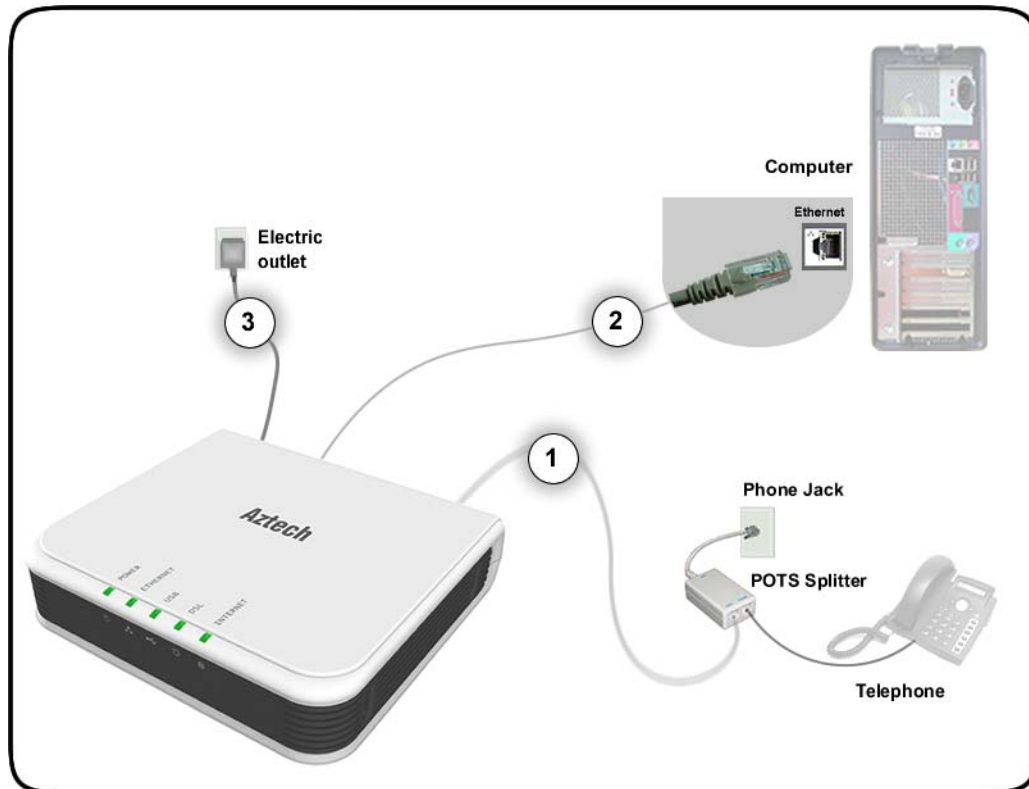 Computer
Ethernet
Electric
outlet
3
2
1
Phone Jack
POTS Splitter
Telephone
Aztech
POWER
ETHERNET
USB
DSL
INTERNET